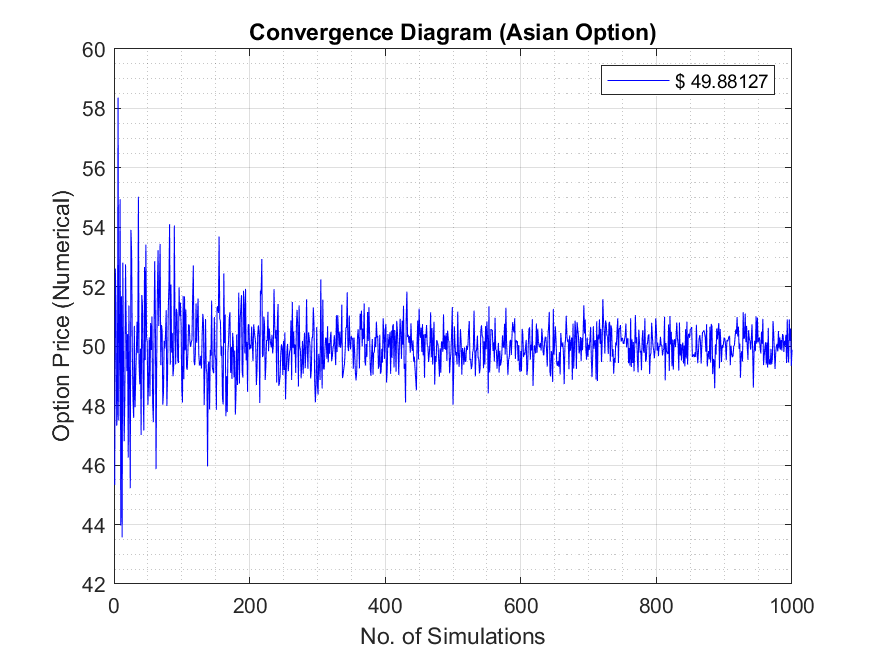 Convergence Diagram (Asian Option)
$ 49.88127
Option Price (Numerical)
60
58
56
54
52
50
48
46
44
42
0 200 400 600 800 1000
No. of Simulations